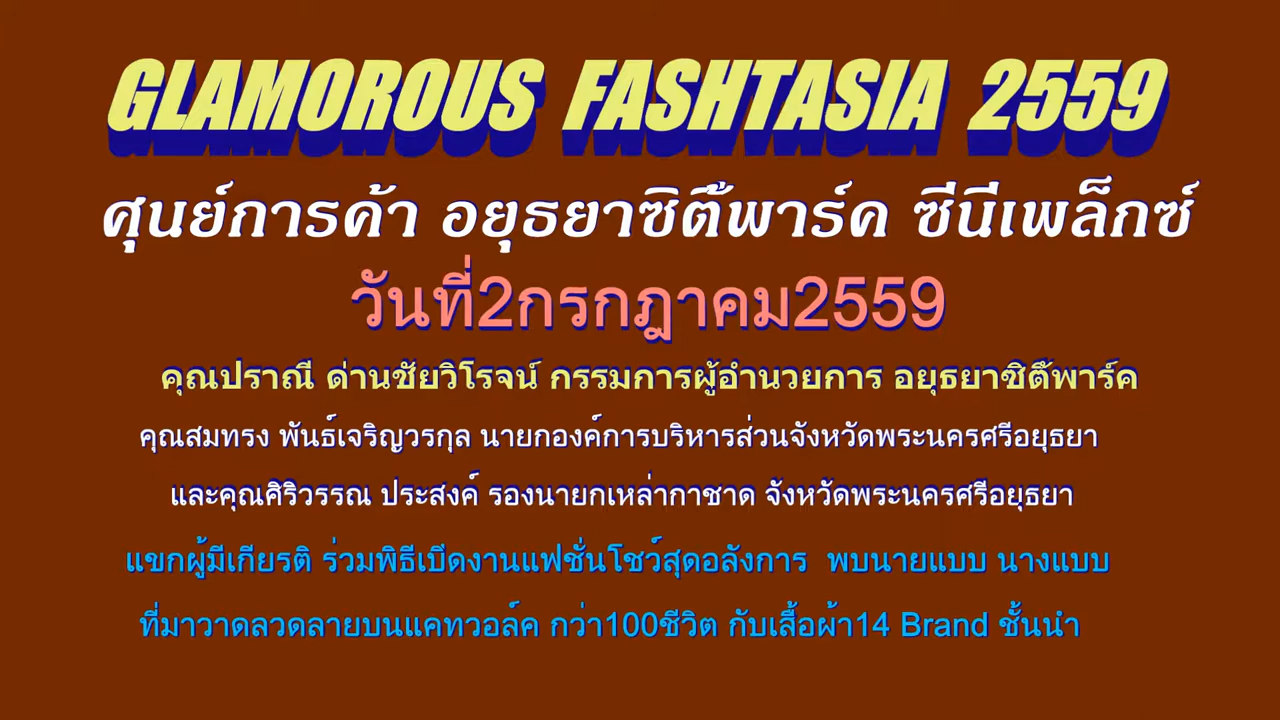 GLAMOROUS FASHTASIA 2559
ศุนย์การค้า อยุธยาซิตี้พาร์ค ซีนีเพล็กซ์
วันที่2กรกฎาคม2559
คุณปราณี ด่านชัยวิโรจน์ กรรมการผู้อำนวยการ อยุธยาซิตี้พาร์ค
คุณสมทรง พันธ์เจริญวรกุล นายกองค์การบริหารส่วนจังหวัดพระนครศรีอยุธยา
และคุณศิริวรรณ ประสงค์ รองนายกเหล่ากาชาด จังหวัดพระนครศรีอยุธยา
แขกผู้มีเกียรติ ร่วมพิธีเบิดงานแฟชั่นโชว์สุดอลังการ พบนายแบบ นางแบบ
ที่มาวาดลวดลายบนแคทวอล์ค กว่า100ชีวิต กับเสื้อผ้า14 Brand ชั้นนำ